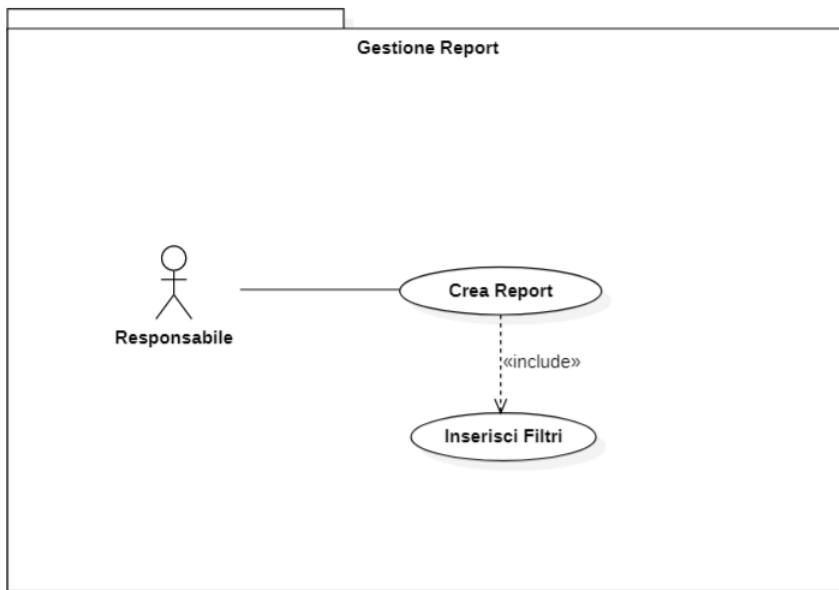 Gestione Report
Crea Report
Responsabile
«include»
Inserisci Filtri